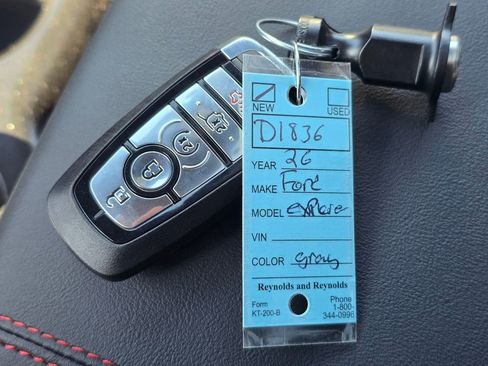 NEW USED
D1836
YEAR 26
MAKE Ford
MODEL explorer
VIN
COLOR gray
Reynolds and Reynolds
Form Phone
KT-200-B 1-800-
344-0996